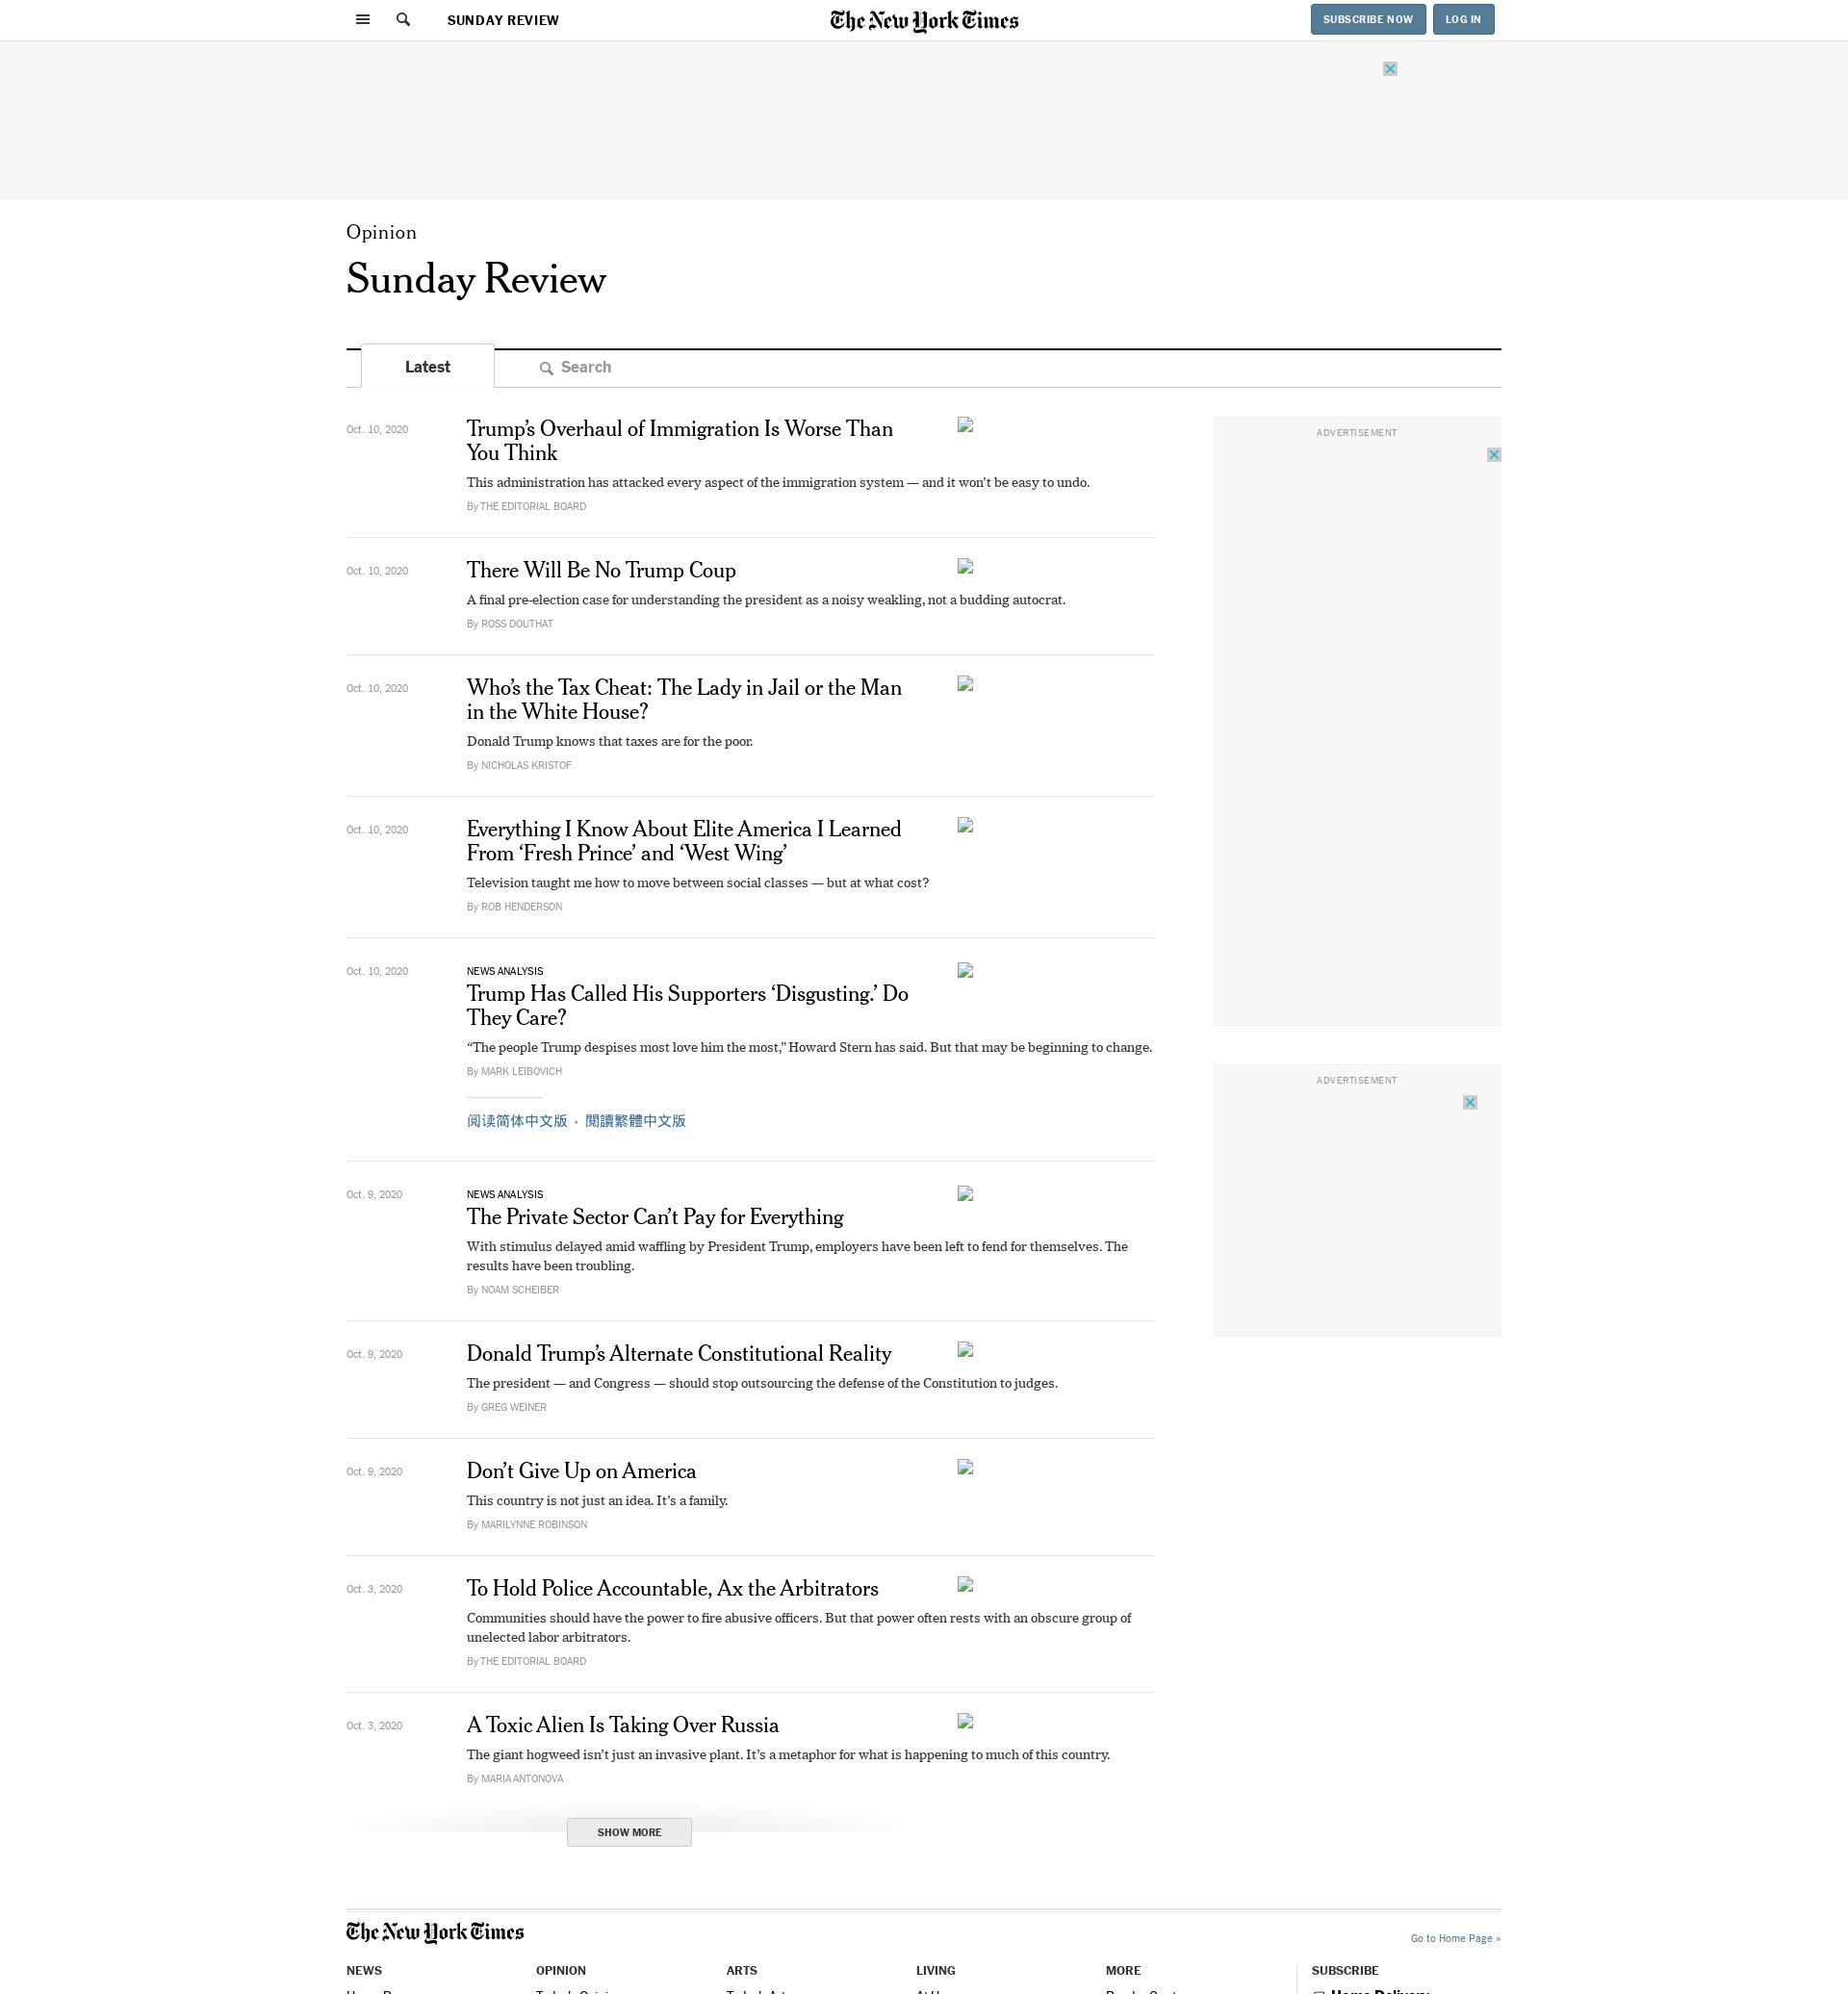 SUNDAY REVIEW
The New York Times
SUBSCRIBE NOW
LOG IN
Opinion
Sunday Review
Latest
Search
Oct. 10, 2020
Trump’s Overhaul of Immigration Is Worse Than
You Think
This administration has attacked every aspect of the immigration system — and it won’t be easy to undo.
By THE EDITORIAL BOARD
Oct. 10, 2020
There Will Be No Trump Coup
A final pre-election case for understanding the president as a noisy weakling, not a budding autocrat.
By ROSS DOUTHAT
Oct. 10, 2020
Who’s the Tax Cheat: The Lady in Jail or the Man
in the White House?
Donald Trump knows that taxes are for the poor.
By NICHOLAS KRISTOF
Oct. 10, 2020
Everything I Know About Elite America I Learned
From ‘Fresh Prince’ and ‘West Wing’
Television taught me how to move between social classes — but at what cost?
By ROB HENDERSON
Oct. 10, 2020
NEWS ANALYSIS
Trump Has Called His Supporters ‘Disgusting.’ Do
They Care?
“The people Trump despises most love him the most,” Howard Stern has said. But that may be beginning to change.
By MARK LEIBOVICH
阅读简体中文版 • 閱讀繁體中文版
Oct. 9, 2020
NEWS ANALYSIS
The Private Sector Can’t Pay for Everything
With stimulus delayed amid waffling by President Trump, employers have been left to fend for themselves. The
results have been troubling.
By NOAM SCHEIBER
Oct. 9, 2020
Donald Trump’s Alternate Constitutional Reality
The president — and Congress — should stop outsourcing the defense of the Constitution to judges.
By GREG WEINER
Oct. 9, 2020
Don’t Give Up on America
This country is not just an idea. It’s a family.
By MARILYNNE ROBINSON
Oct. 3, 2020
To Hold Police Accountable, Ax the Arbitrators
Communities should have the power to fire abusive officers. But that power often rests with an obscure group of
unelected labor arbitrators.
By THE EDITORIAL BOARD
Oct. 3, 2020
A Toxic Alien Is Taking Over Russia
The giant hogweed isn’t just an invasive plant. It’s a metaphor for what is happening to much of this country.
By MARIA ANTONOVA
SHOW MORE
ADVERTISEMENT
ADVERTISEMENT
The New York Times
Go to Home Page »
NEWS
OPINION
ARTS
LIVING
MORE
SUBSCRIBE
Home Delivery